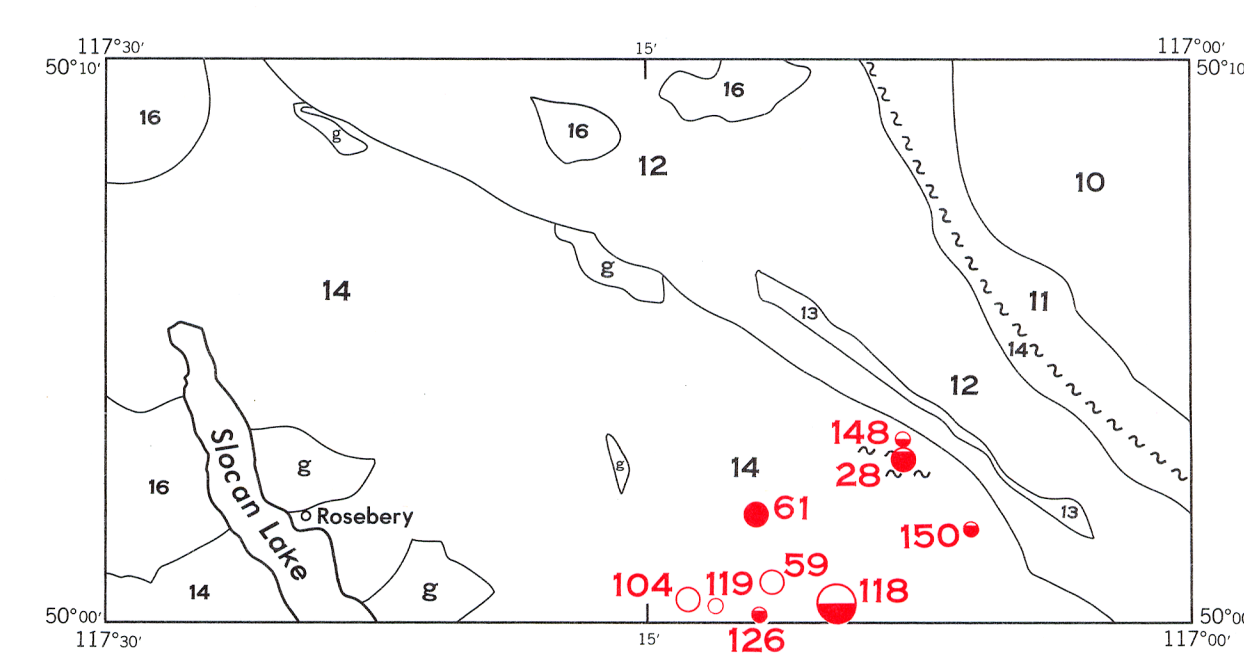 117°30′ 15′ 117°00′
50°10′ 50°10
16 16 16
g
12
10
14 g
13 11
14
12
148
28
16 g g 14
61
Rosebery
Slocan Lake
150 13
14 g 104 119 59 118
126
50°00′ 50°00
117°30′ 15′ 117°00′